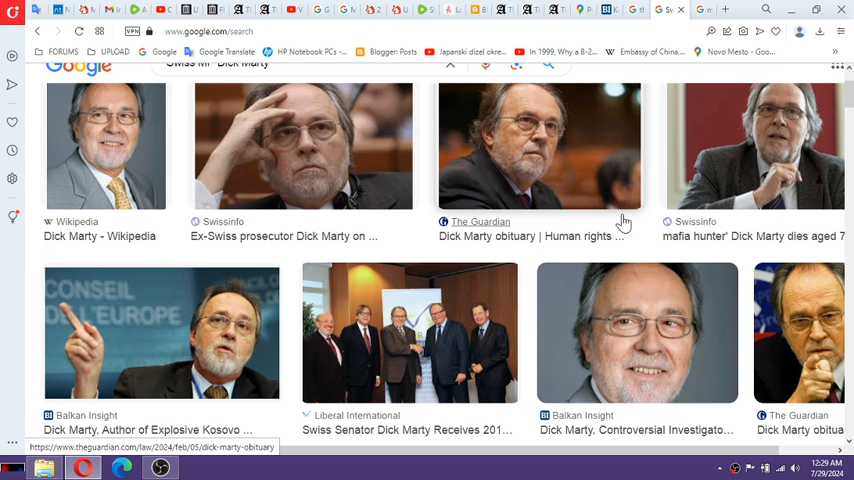 www.google.com/search
VPN
FORUMS
UPLOAD
Google
Google Translate
HP Notebook PCs -...
Blogger: Posts
Japanski dizel okre...
In 1999, Why a B-2...
Embassy of China,...
Novo Mesto - Goo...
Google
"Swiss MP" Dick Marty
Wikipedia
Dick Marty - Wikipedia
Swissinfo
Ex-Swiss prosecutor Dick Marty on ...
The Guardian
Dick Marty obituary | Human rights ...
Swissinfo
mafia hunter' Dick Marty dies aged 7
CONSEIL
DE L'EUROPE
Balkan Insight
Dick Marty, Author of Explosive Kosovo ...
Liberal International
Swiss Senator Dick Marty Receives 201...
Balkan Insight
Dick Marty, Controversial Investigato...
The Guardian
Dick Marty obitua
https://www.theguardian.com/law/2024/feb/05/dick-marty-obituary
12:29 AM
7/29/2024